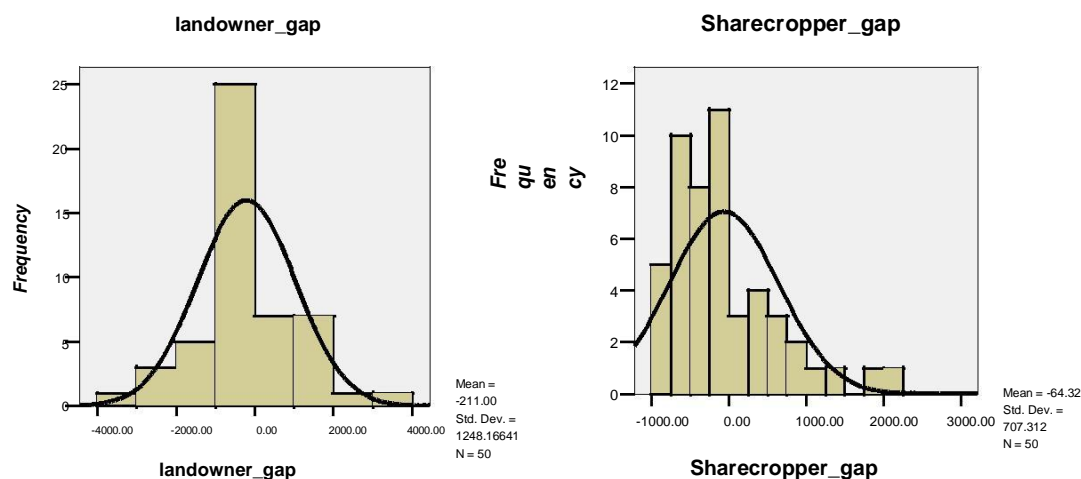 landowner_gap
25
20
15
10
5
0
Frequency
-4000.00 -2000.00 0.00 2000.00 4000.00
landowner_gap
Mean =
-211.00
Std. Dev. =
1248.16641
N = 50
Sharecropper_gap
12
10
8
6
4
2
0
Fre
qu
en
cy
-1000.00 0.00 1000.00 2000.00 3000.00
Sharecropper_gap
Mean = -64.32
Std. Dev. =
707.312
N = 50